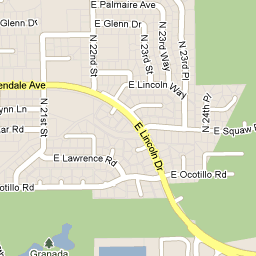 E Palmaire Ave
E Glenn Dr
E Glenn Dr
N 22nd St
N 23rd St
N 23rd Way
N 23rd Pl
endale Ave
E Lincoln Way
N 24th Pl
N 21st St
E Lincoln Dr
E Squaw P
E Lawrence Rd
E Ocotillo Rd
Ocotillo Rd
Granada